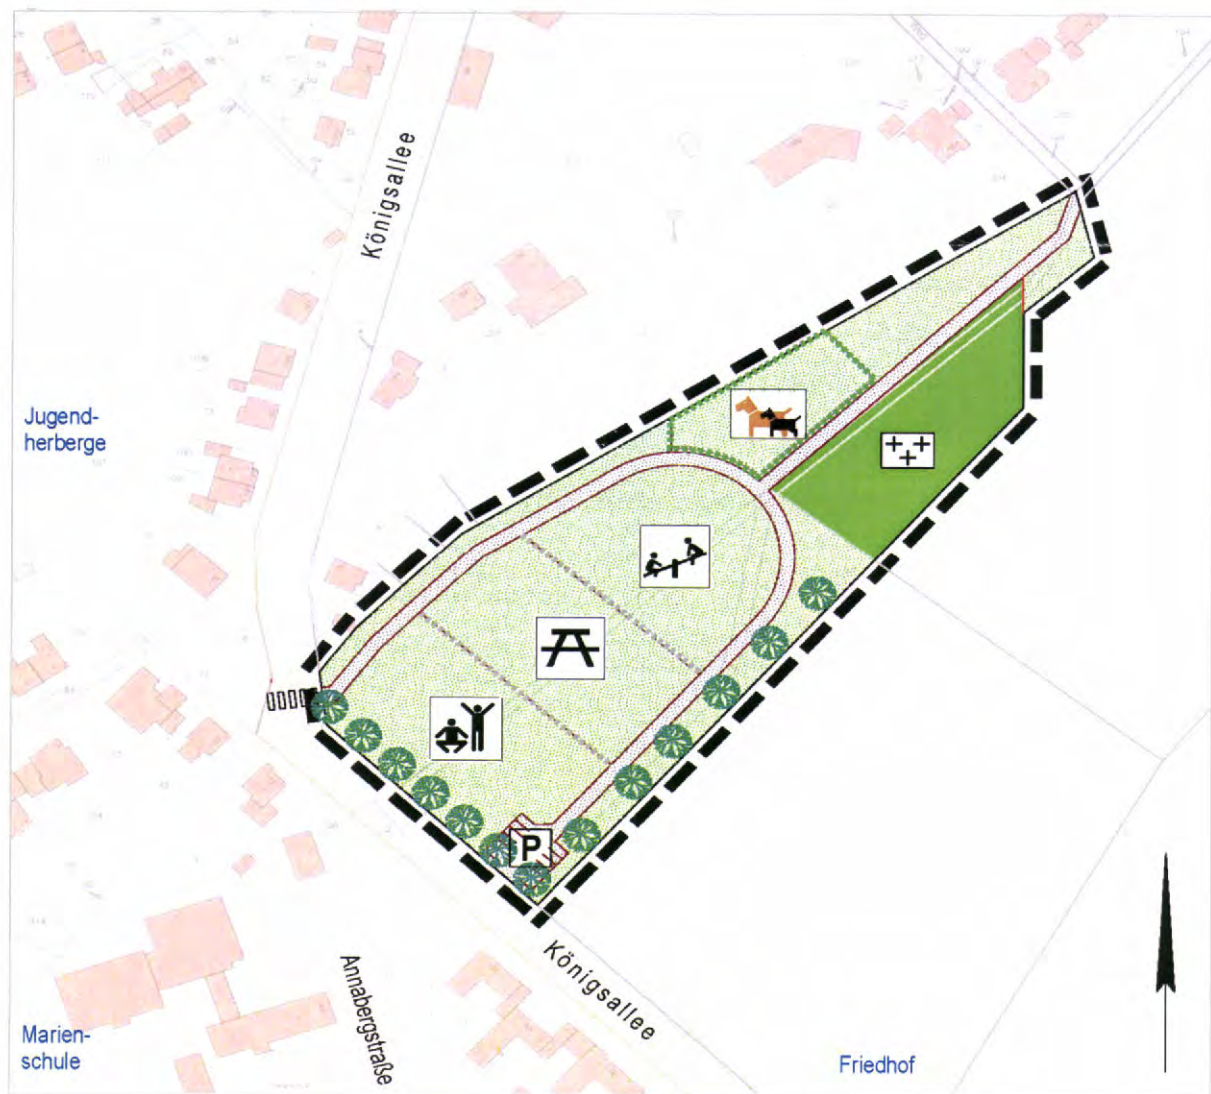 Königsallee
Jugend-
herberge
P
Königsallee
Annabergstraße
Marien-
schule
Friedhof